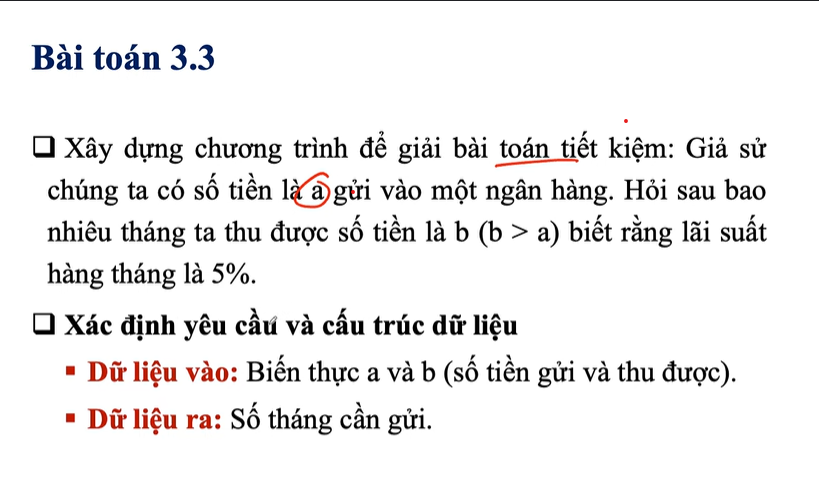 Bài toán 3.3
Xây dựng chương trình để giải bài toán tiết kiệm: Giả sử
chúng ta có số tiền là a gửi vào một ngân hàng. Hỏi sau bao
nhiêu tháng ta thu được số tiền là b (b > a) biết rằng lãi suất
hàng tháng là 5%.
Xác định yêu cầu và cấu trúc dữ liệu
Dữ liệu vào: Biến thực a và b (số tiền gửi và thu được).
Dữ liệu ra: Số tháng cần gửi.